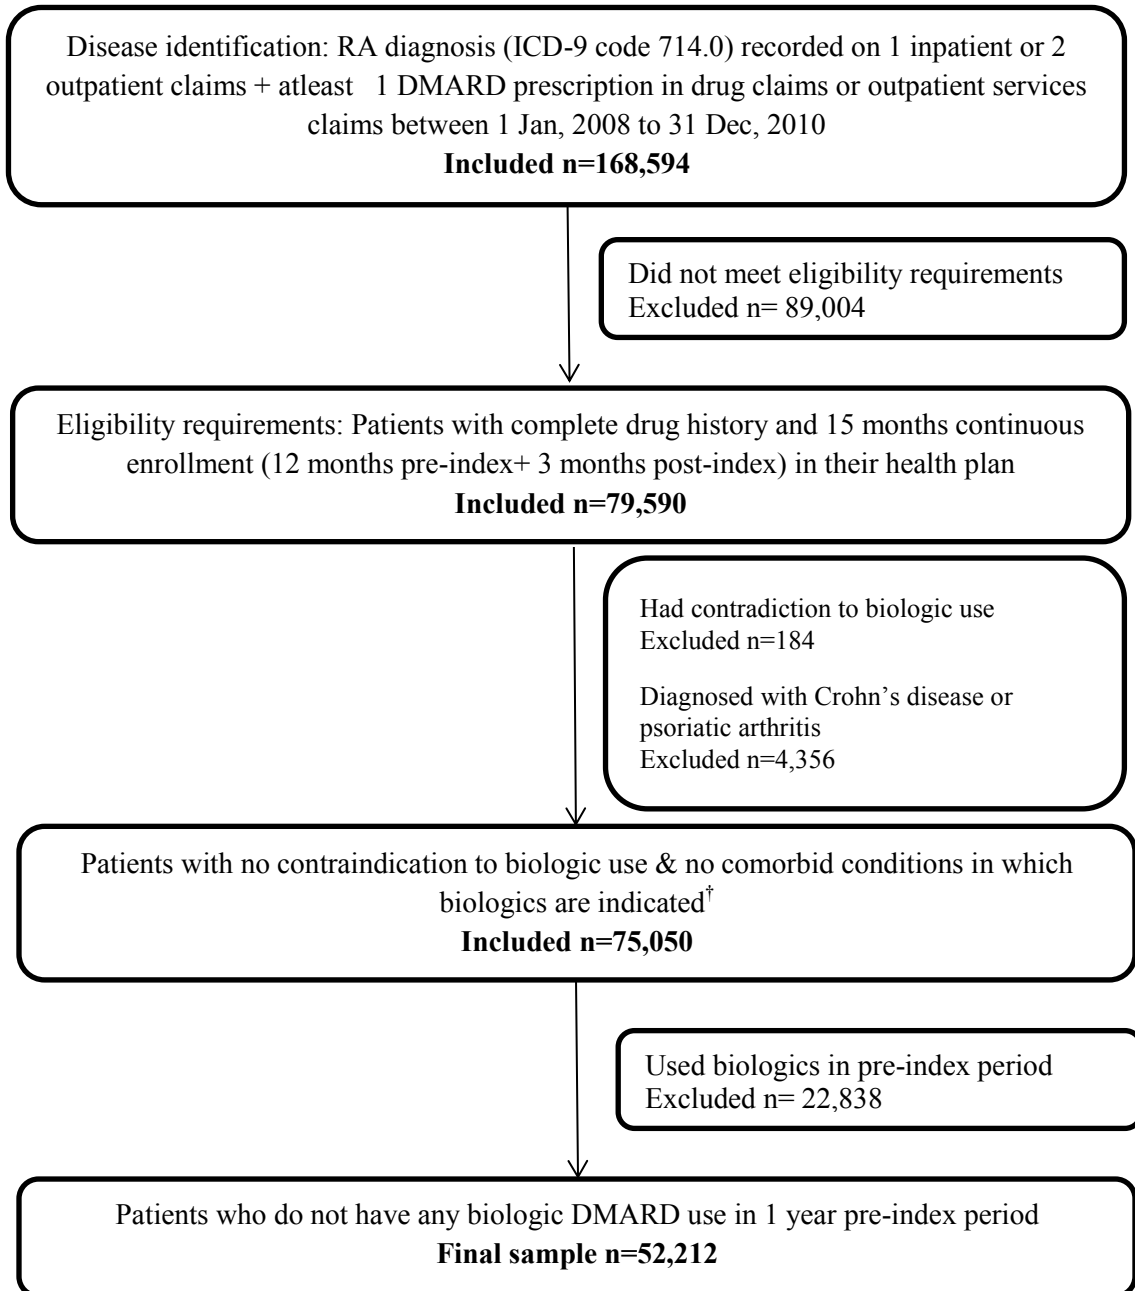 Disease identification: RA diagnosis (ICD-9 code 714.0) recorded on 1 inpatient or 2
outpatient claims + atleast 1 DMARD prescription in drug claims or outpatient services
claims between 1 Jan, 2008 to 31 Dec, 2010
Included n=168,594
Did not meet eligibility requirements
Excluded n= 89,004
Eligibility requirements: Patients with complete drug history and 15 months continuous
enrollment (12 months pre-index+ 3 months post-index) in their health plan
Included n=79,590
Had contradiction to biologic use
Excluded n=184
Diagnosed with Crohn’s disease or
psoriatic arthritis
Excluded n=4,356
Patients with no contraindication to biologic use & no comorbid conditions in which
biologics are indicated†
Included n=75,050
Used biologics in pre-index period
Excluded n= 22,838
Patients who do not have any biologic DMARD use in 1 year pre-index period
Final sample n=52,212